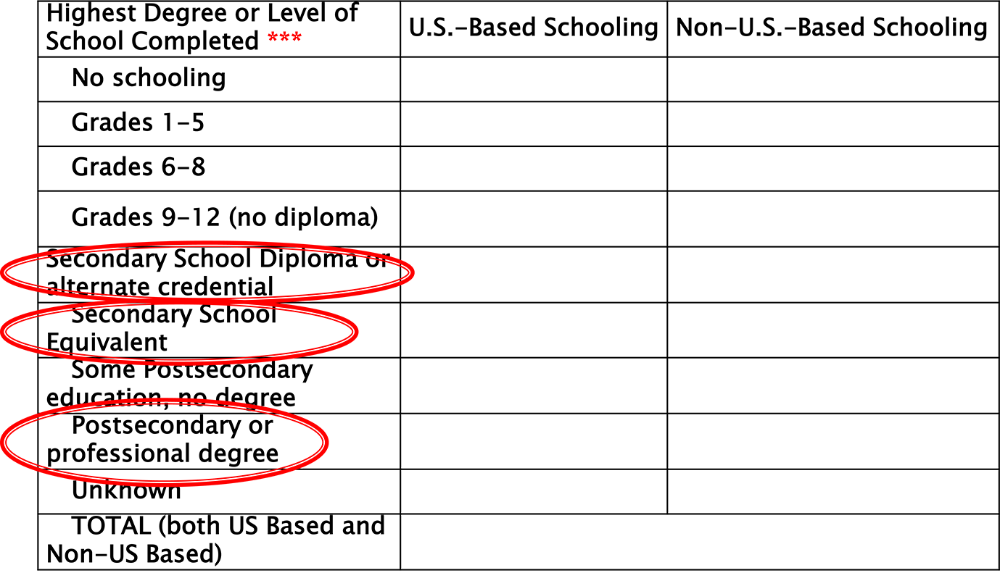 Highest Degree or Level of
School Completed ***
U.S.-Based Schooling
Non-U.S.-Based Schooling
No schooling
Grades 1-5
Grades 6-8
Grades 9-12 (no diploma)
Secondary School Diploma or
alternate credential
Secondary School
Equivalent
Some Postsecondary
education, no degree
Postsecondary or
professional degree
Unknown
TOTAL (both US Based and
Non-US Based)